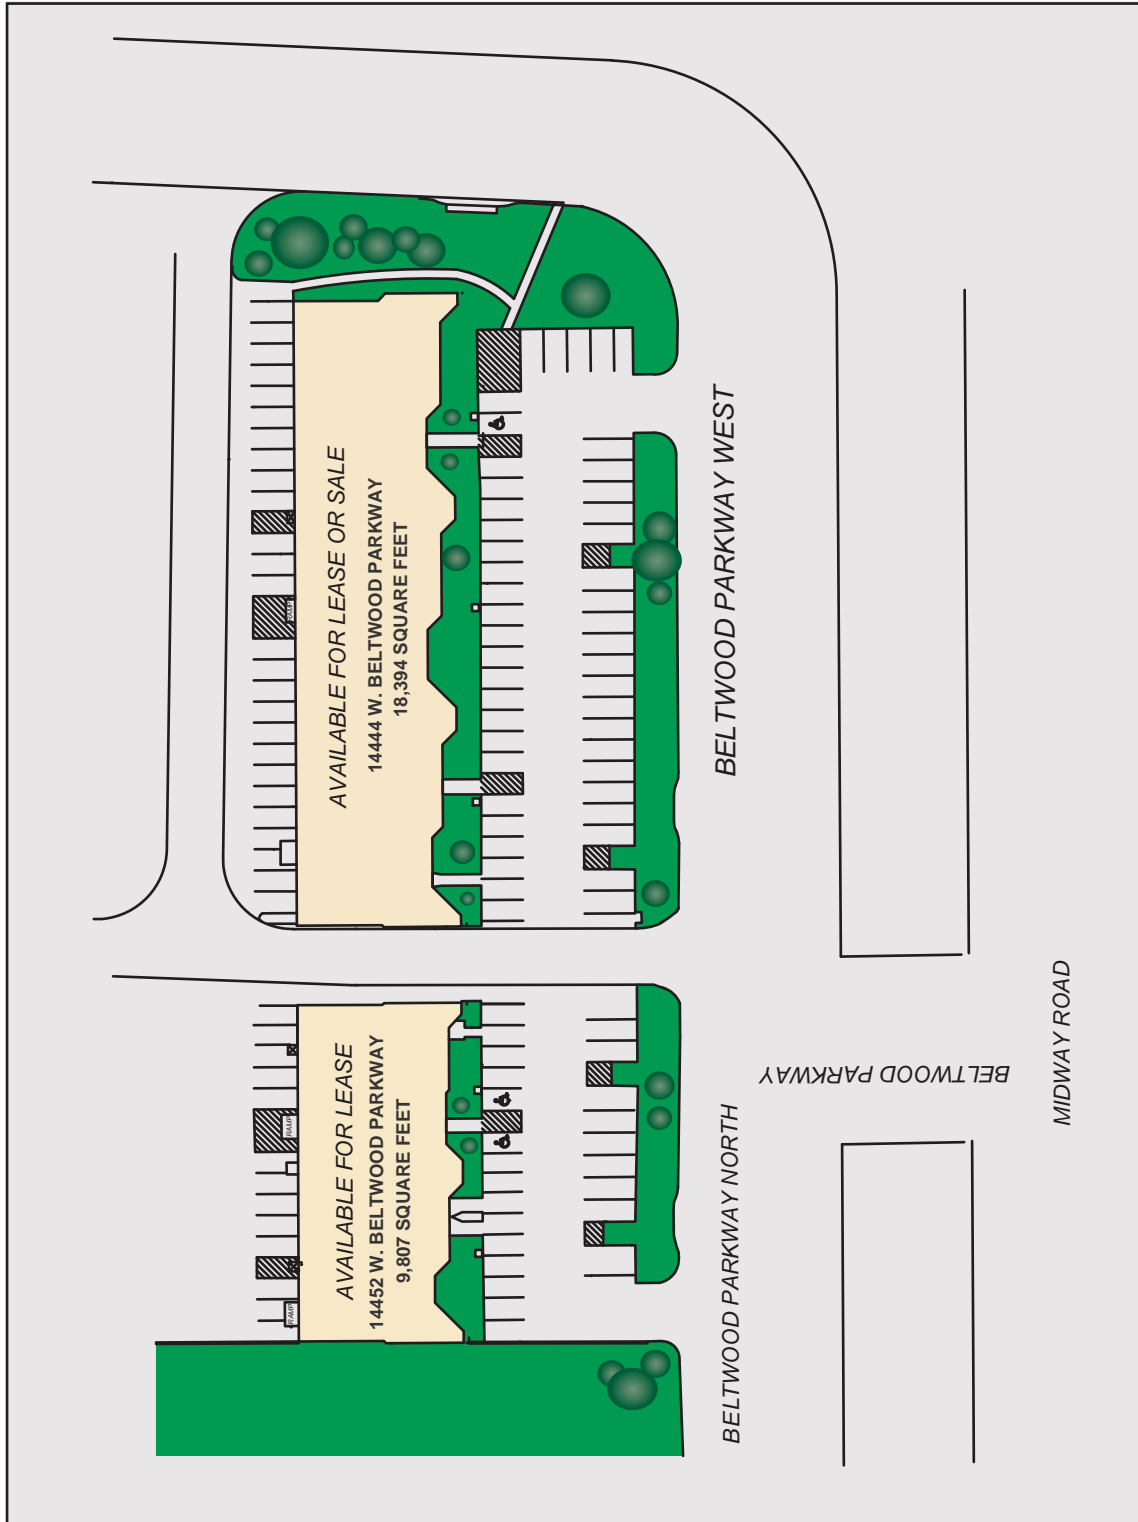 AVAILABLE FOR LEASE OR SALE
14444 W. BELTWOOD PARKWAY
18,394 SQUARE FEET
RAMP
BELTWOOD PARKWAY WEST
AVAILABLE FOR LEASE
14452 W. BELTWOOD PARKWAY
9,807 SQUARE FEET
RAMP
RAMP
BELTWOOD PARKWAY NORTH
BELTWOOD PARKWAY
MIDWAY ROAD